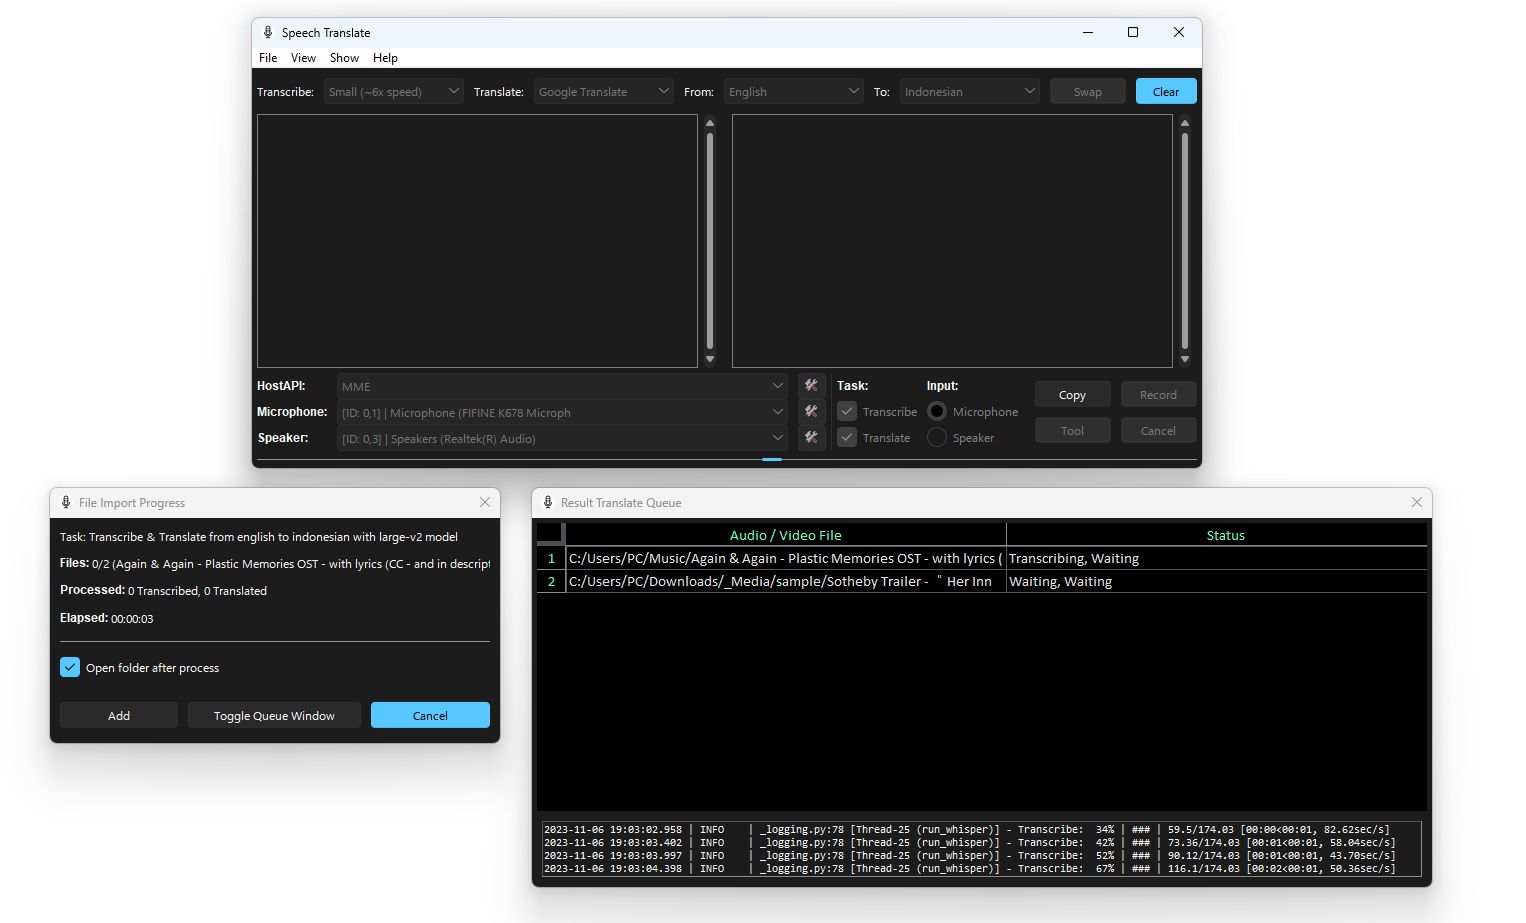 Speech Translate
File View Show Help
Transcribe: Small (~6x speed) Translate: Google Translate From: English To: Indonesian Swap Clear
HostAPI: MME Task: Input: Copy Record
Microphone: [ID: 0,1] | Microphone (FIFINE K678 Microph Transcribe Microphone
Speaker: [ID: 0,3] | Speakers (Realtek(R) Audio) Translate Speaker Tool Cancel
File Import Progress
Task: Transcribe & Translate from english to indonesian with large-v2 model
Files: 0/2 (Again & Again - Plastic Memories OST - with lyrics (CC - and in descript
Processed: 0 Transcribed, 0 Translated
Elapsed: 00:00:03
Open folder after process
Add Toggle Queue Window Cancel
Result Translate Queue
Audio / Video File Status
1 C:/Users/PC/Music/Again & Again - Plastic Memories OST - with lyrics ( Transcribing, Waiting
2 C:/Users/PC/Downloads/_Media/sample/Sotheby Trailer - ＂Her Inn Waiting, Waiting
2023-11-06 19:03:02.958 | INFO | _logging.py:78 [Thread-25 (run_whisper)] - Transcribe: 34% | ### | 59.5/174.03 [00:00<00:01, 82.62sec/s]
2023-11-06 19:03:03.402 | INFO | _logging.py:78 [Thread-25 (run_whisper)] - Transcribe: 42% | ### | 73.36/174.03 [00:01<00:01, 58.04sec/s]
2023-11-06 19:03:03.997 | INFO | _logging.py:78 [Thread-25 (run_whisper)] - Transcribe: 52% | ### | 90.12/174.03 [00:01<00:01, 43.70sec/s]
2023-11-06 19:03:04.398 | INFO | _logging.py:78 [Thread-25 (run_whisper)] - Transcribe: 67% | ### | 116.1/174.03 [00:02<00:01, 50.36sec/s]